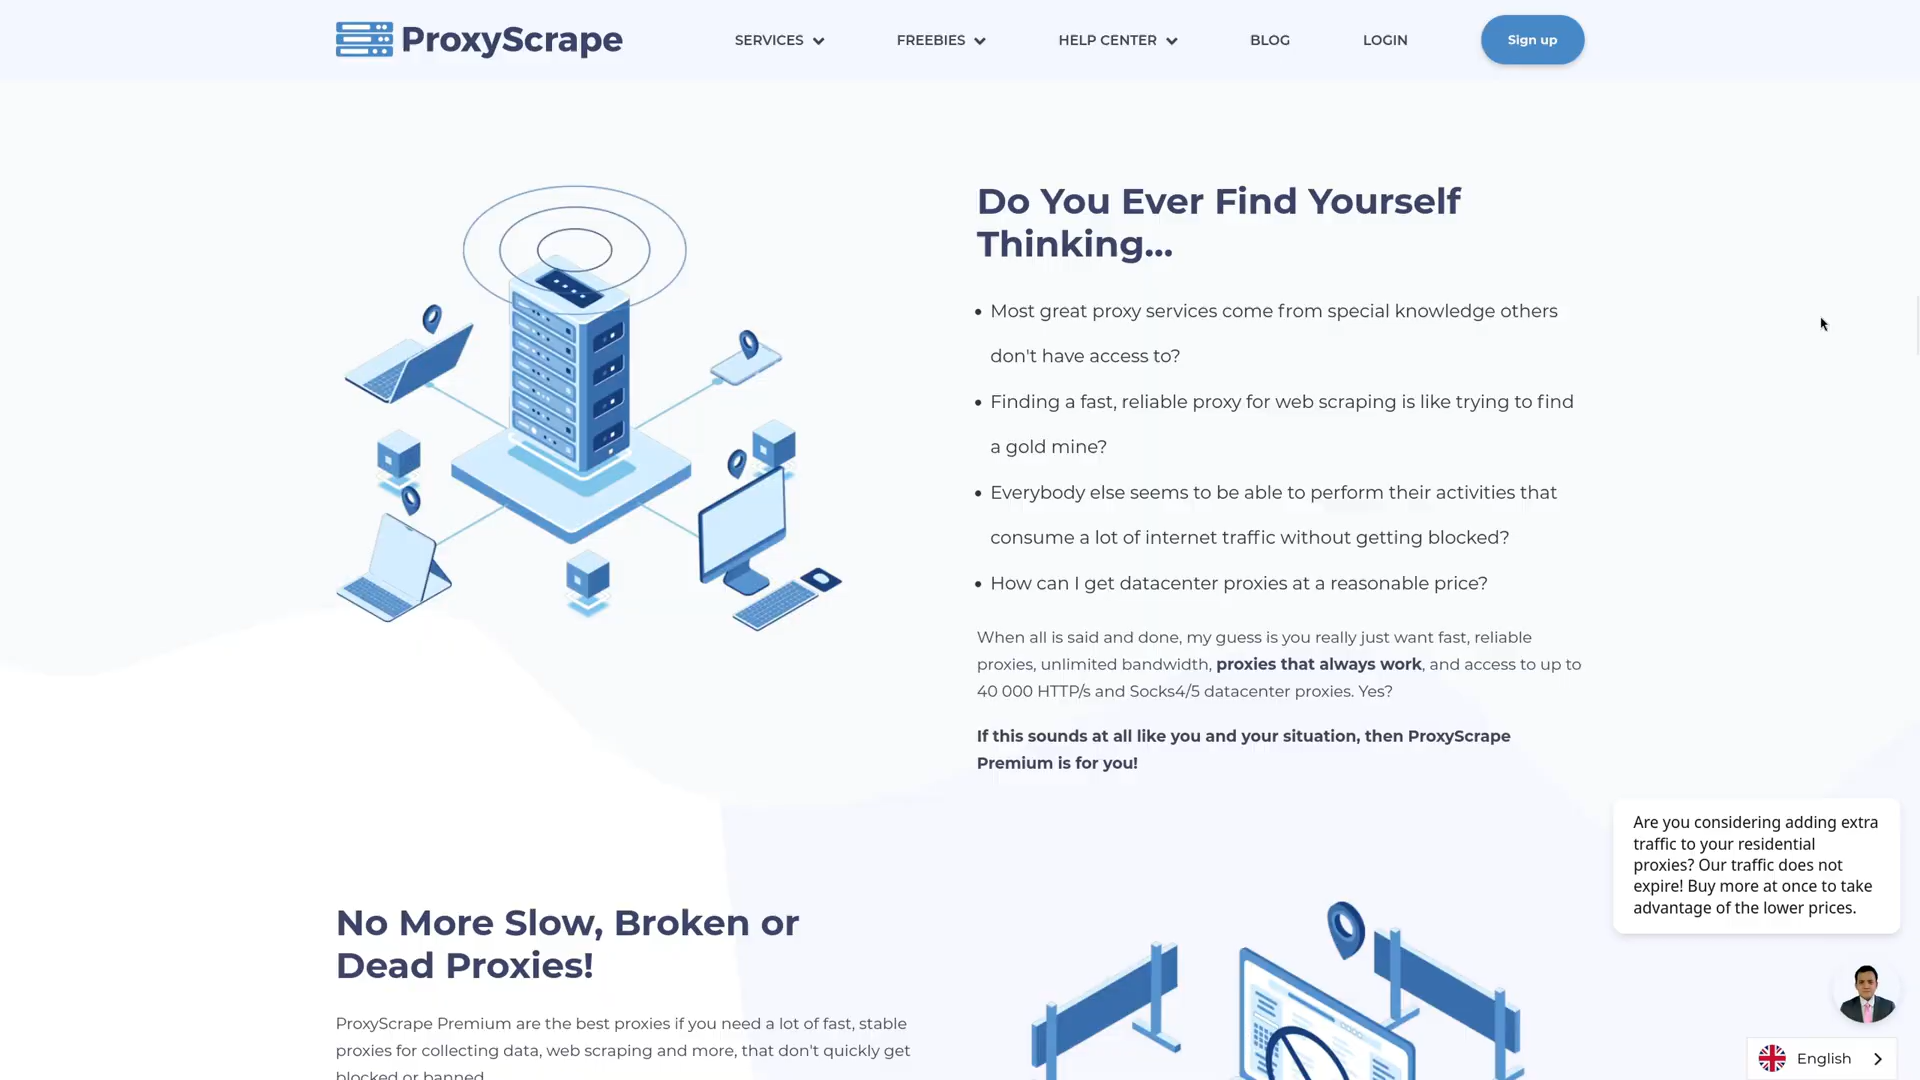 ProxyScrape
SERVICES
FREEBIES
HELP CENTER
BLOG
LOGIN
Sign up
Do You Ever Find Yourself
Thinking...
• Most great proxy services come from special knowledge others
don't have access to?
• Finding a fast, reliable proxy for web scraping is like trying to find
a gold mine?
• Everybody else seems to be able to perform their activities that
consume a lot of internet traffic without getting blocked?
• How can I get datacenter proxies at a reasonable price?
When all is said and done, my guess is you really just want fast, reliable
proxies, unlimited bandwidth, proxies that always work, and access to up to
40 000 HTTP/s and Socks4/5 datacenter proxies. Yes?
If this sounds at all like you and your situation, then ProxyScrape
Premium is for you!
No More Slow, Broken or
Dead Proxies!
ProxyScrape Premium are the best proxies if you need a lot of fast, stable
proxies for collecting data, web scraping and more, that don't quickly get
blocked or banned
Are you considering adding extra
traffic to your residential
proxies? Our traffic does not
expire! Buy more at once to take
advantage of the lower prices.
English